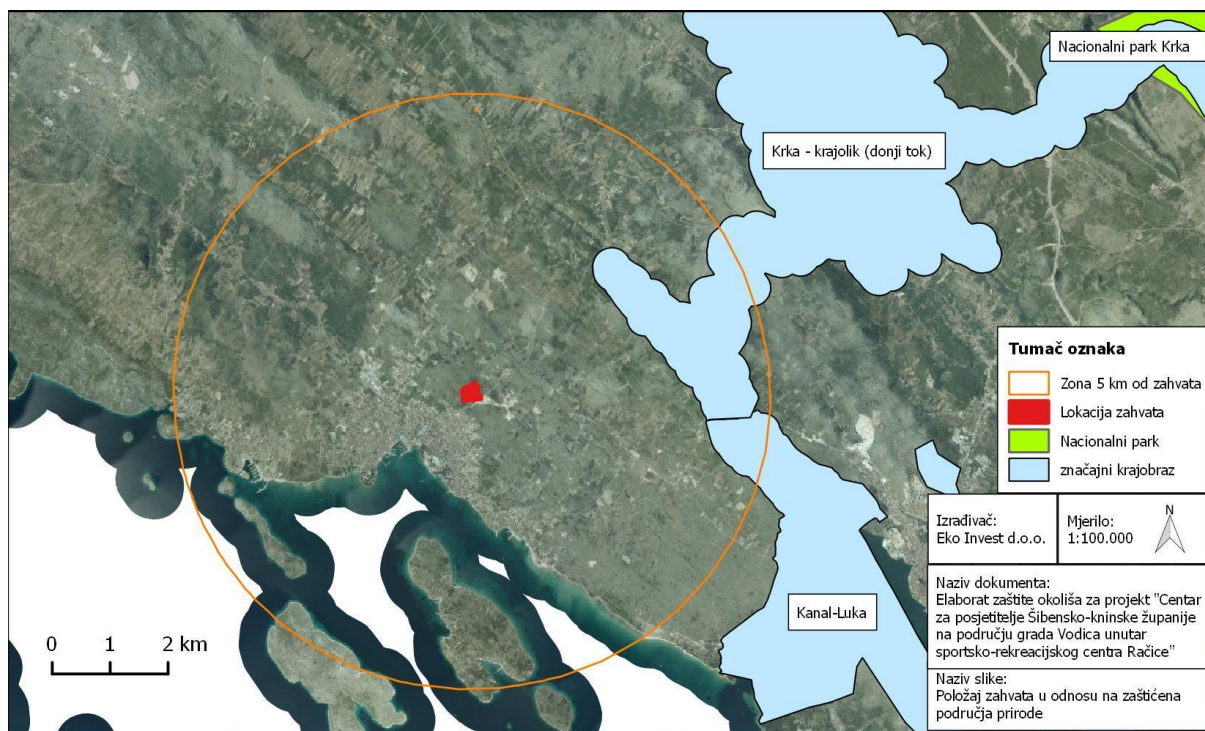 Nacionalni park Krka
Krka - krajolik (donji tok)
Kanal-Luka
0 1 2 km
Tumač oznaka
Zona 5 km od zahvata
Lokacija zahvata
Nacionalni park
značajni krajobraz
Izrađivač:
Eko Invest d.o.o.
Mjerilo:
1:100.000
N
Naziv dokumenta:
Elaborat zaštite okoliša za projekt "Centar
za posjetitelje Šibensko-kninske županije
na području grada Vodica unutar
sportsko-rekreacijskog centra Račice"
Naziv slike:
Položaj zahvata u odnosu na zaštićena
područja prirode